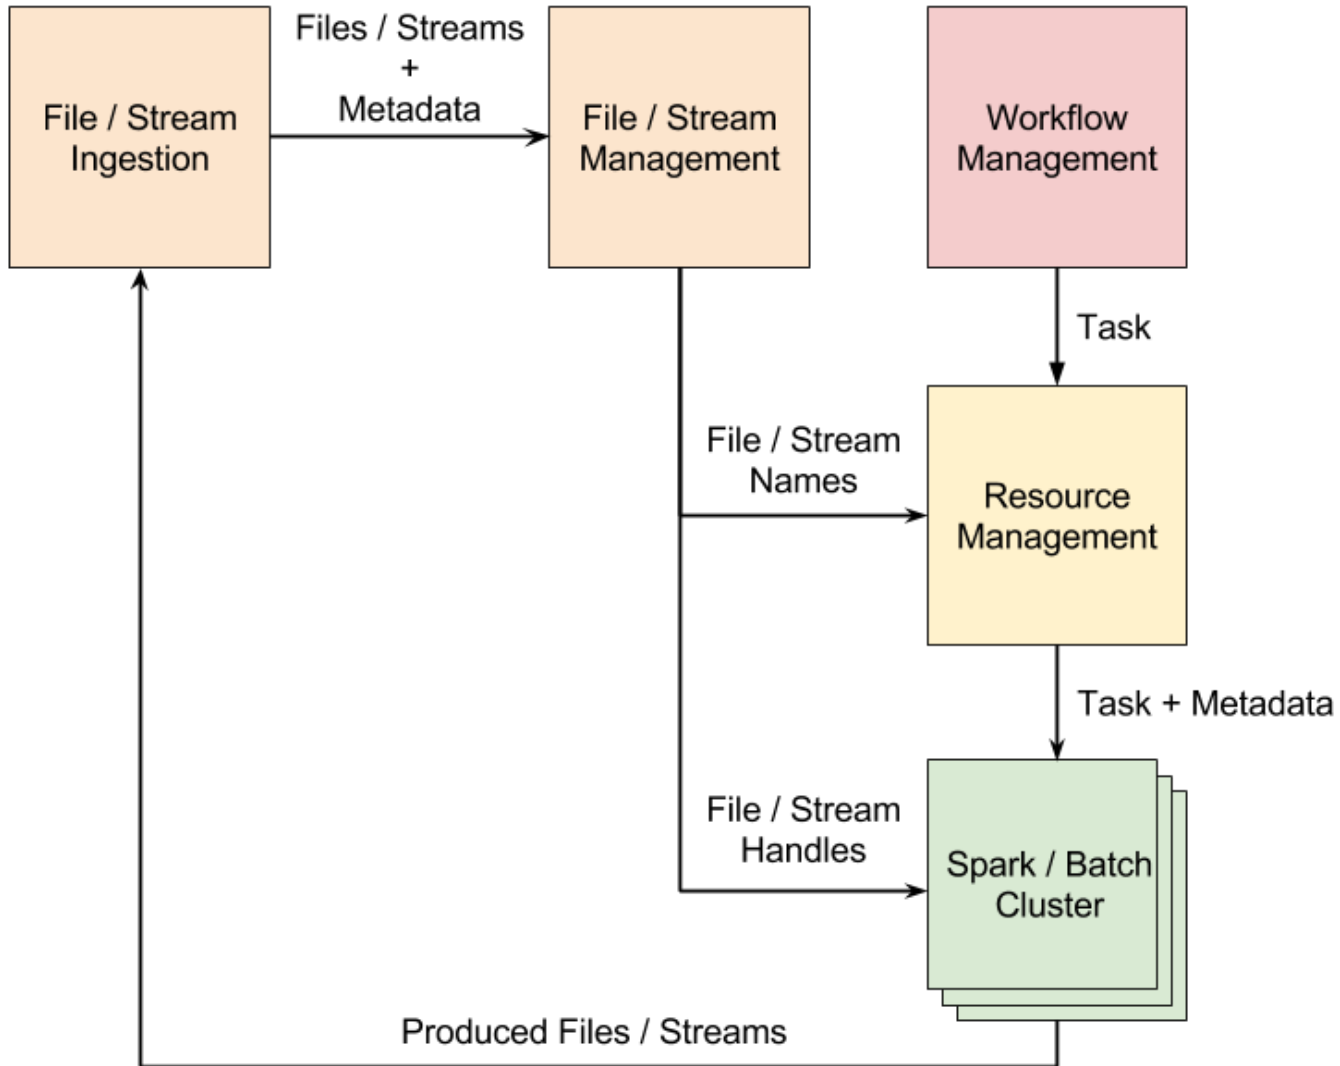 Files / Streams
+
Metadata
File / Stream
Ingestion
File / Stream
Management
Workflow
Management
Task
File / Stream
Names
Resource
Management
Task + Metadata
File / Stream
Handles
Spark / Batch
Cluster
Produced Files / Streams